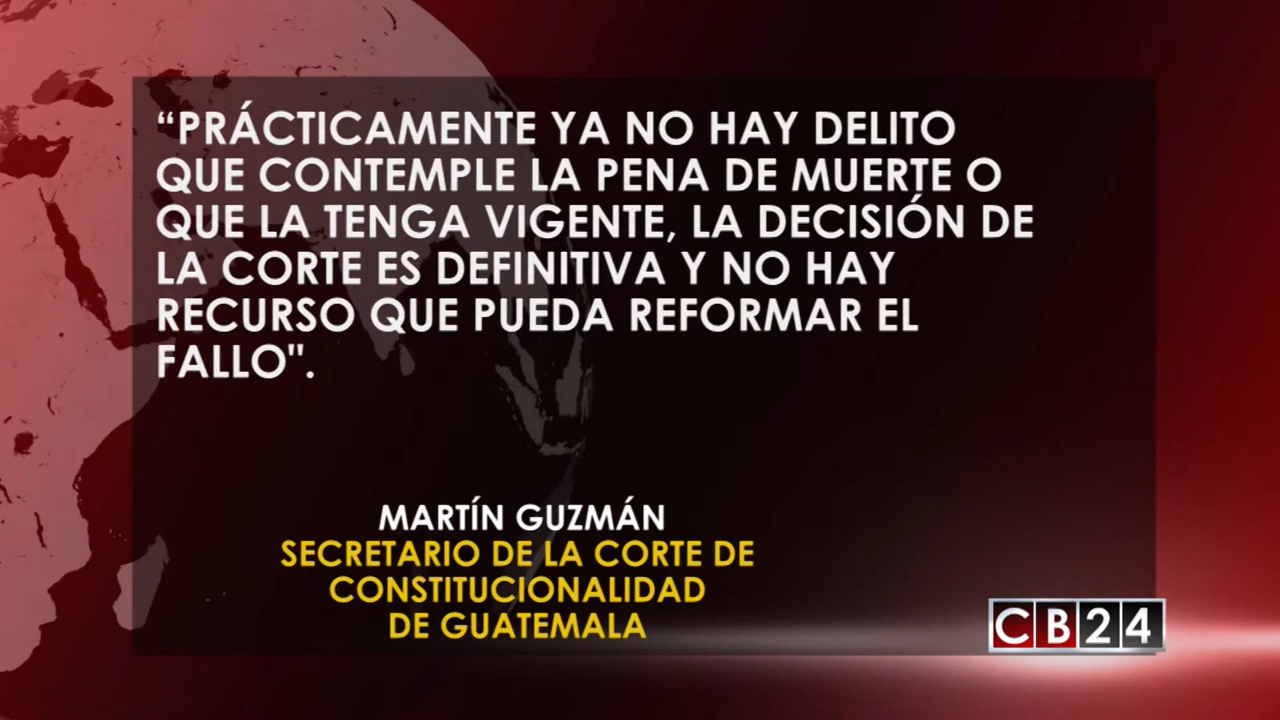 “PRÁCTICAMENTE YA NO HAY DELITO
QUE CONTEMPLE LA PENA DE MUERTE O
QUE LA TENGA VIGENTE, LA DECISIÓN DE
LA CORTE ES DEFINITIVA Y NO HAY
RECURSO QUE PUEDA REFORMAR EL
FALLO".
MARTÍN GUZMÁN
SECRETARIO DE LA CORTE DE
CONSTITUCIONALIDAD
DE GUATEMALA
CB24